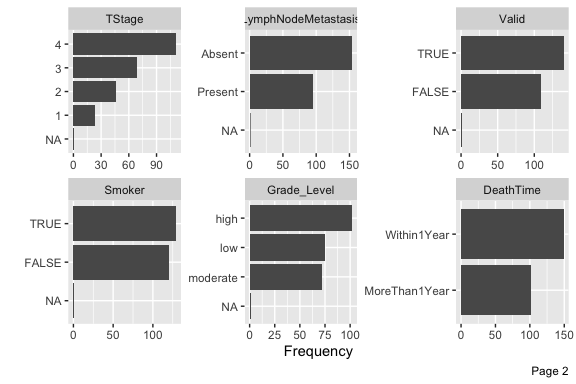 TStage
4
3
2
1
NA
0 30 60 90
LymphNodeMetastasis
Absent
Present
NA
0 50 100 150
Valid
TRUE
FALSE
NA
0 50 100
Smoker
TRUE
FALSE
NA
0 50 100
Grade_Level
high
low
moderate
NA
0 25 50 75 100
DeathTime
Within1Year
MoreThan1Year
0 50 100 150
Frequency
Page 2